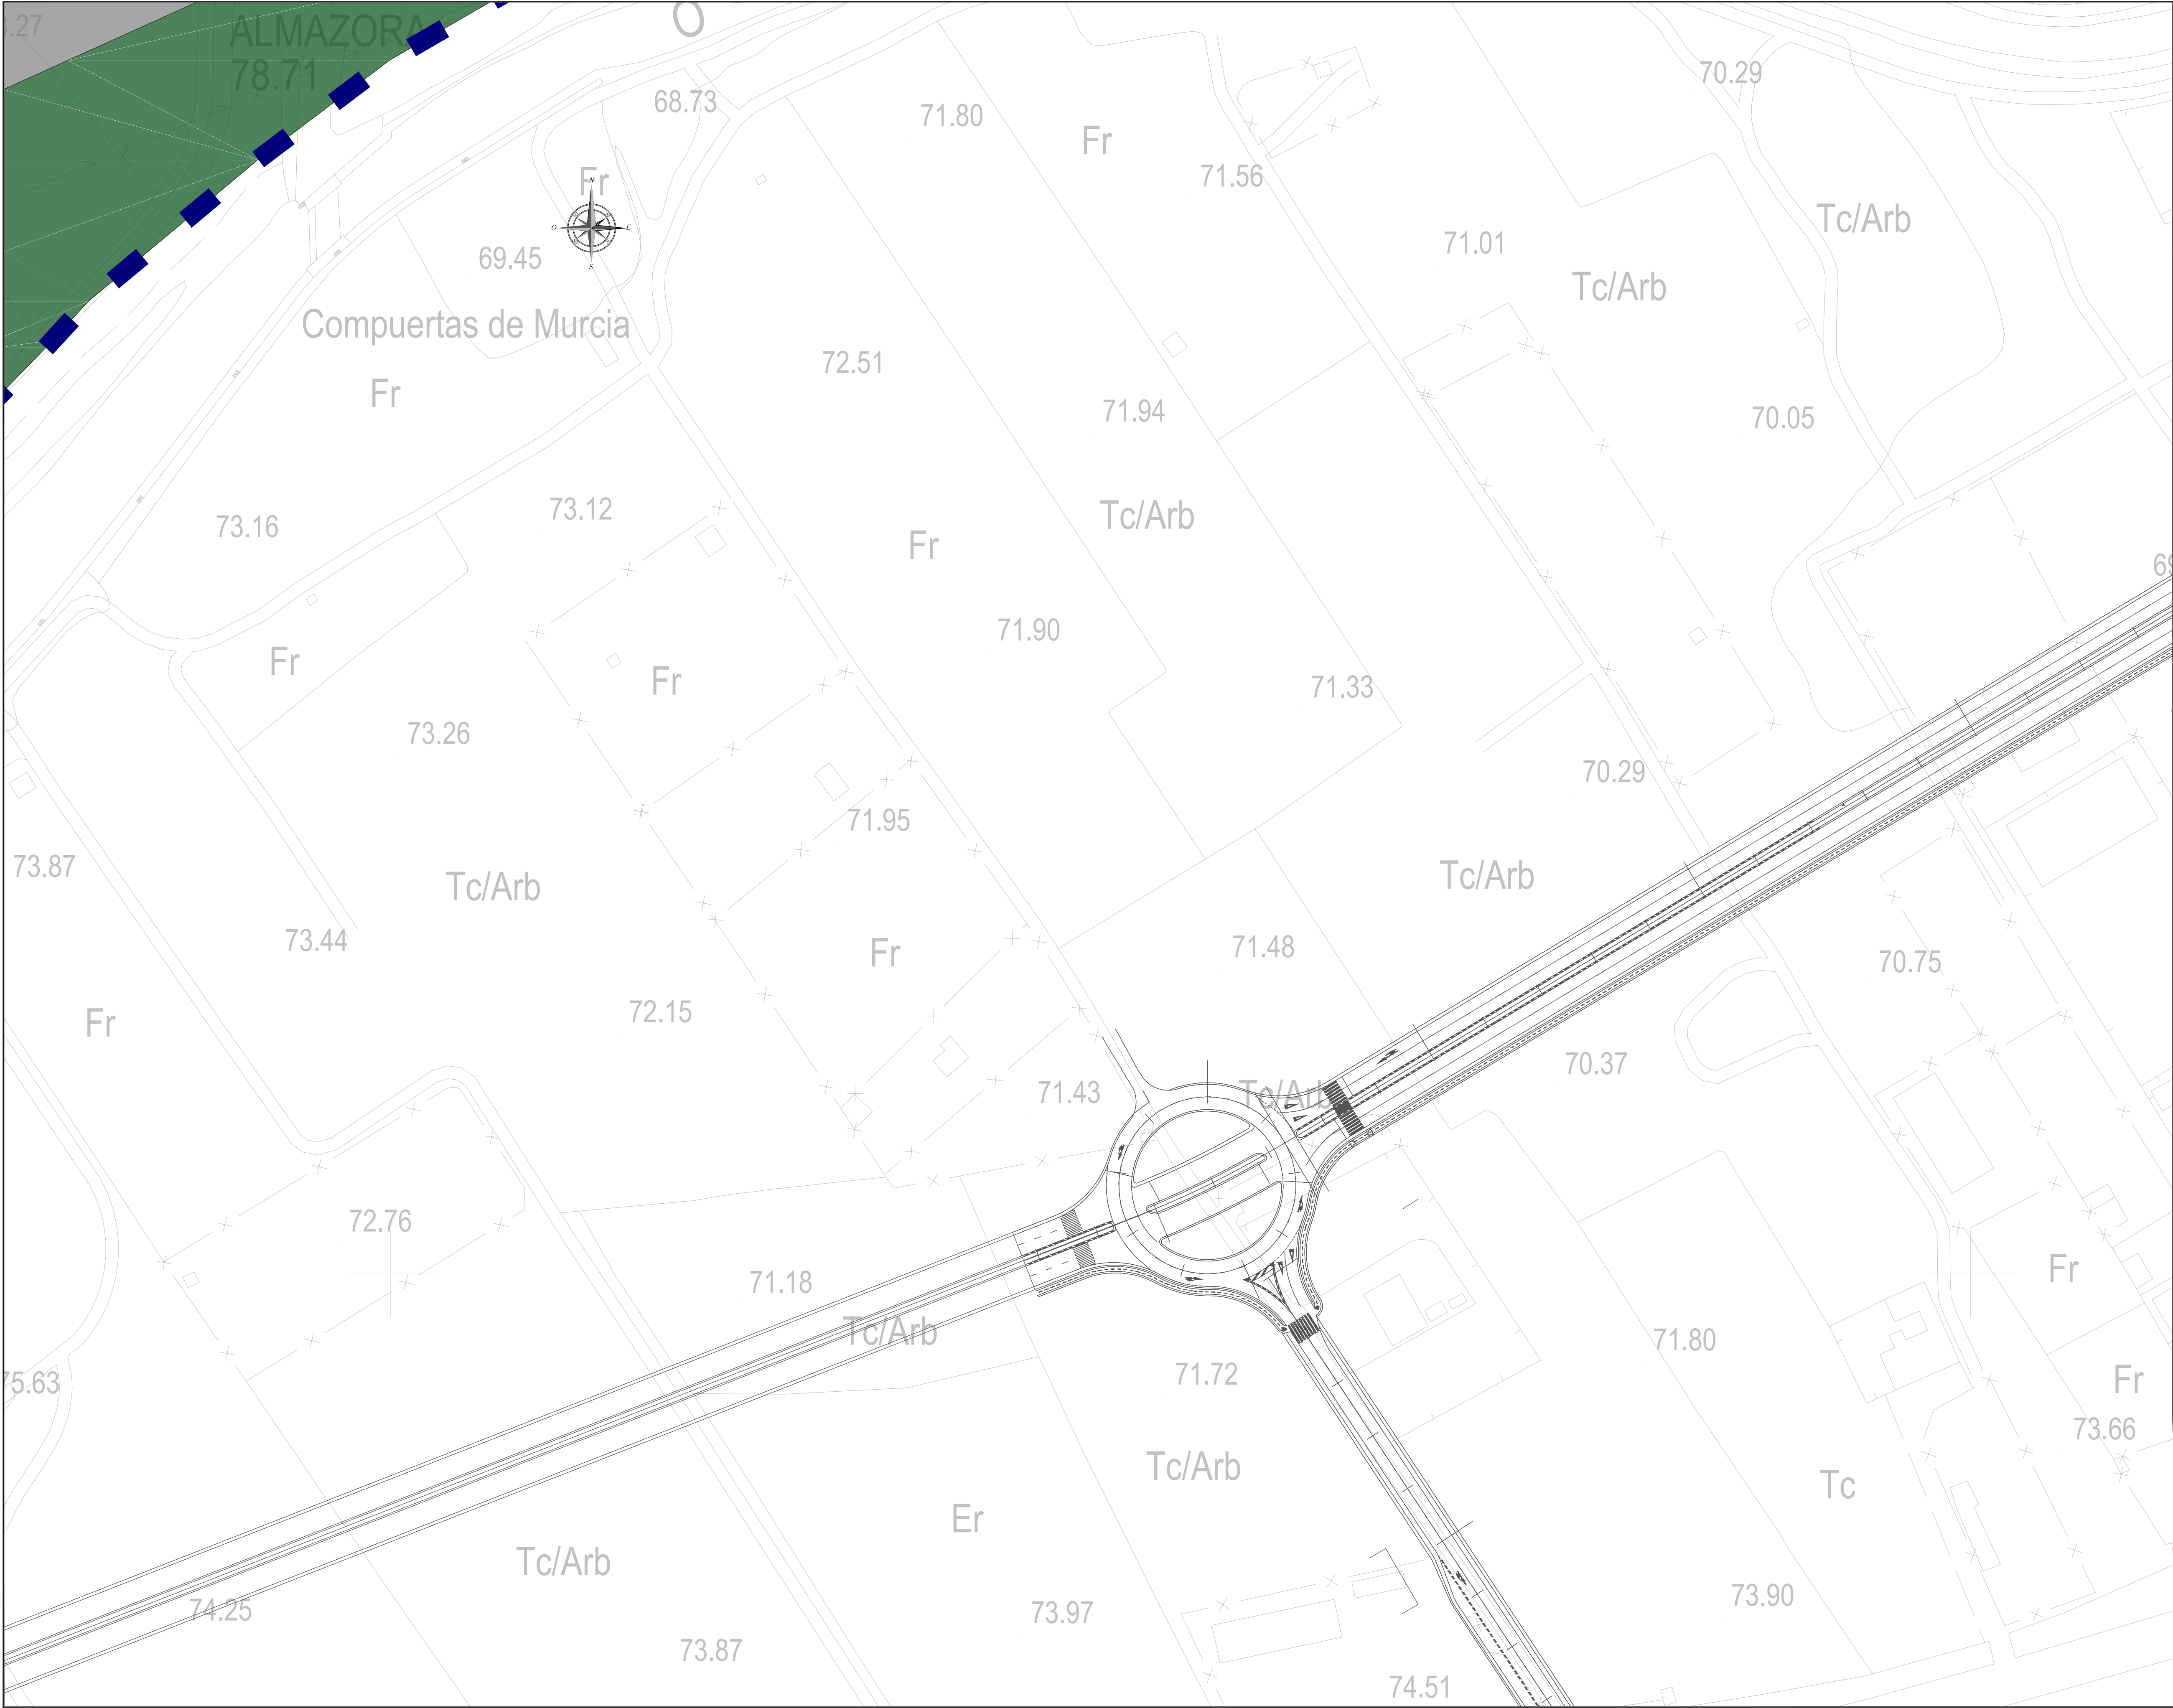 ALMAZORA
78.71
O
70.29
68.73
71.80
Fr
71.56
Fr
N
O
E
S
Tc/Arb
71.01
69.45
Tc/Arb
Compuertas de Murcia
72.51
Fr
71.94
70.05
73.12
Tc/Arb
73.16
Fr
71.90
Fr
Fr
71.33
73.26
70.29
71.95
73.87
Tc/Arb
Tc/Arb
73.44
71.48
Fr
70.75
72.15
Fr
70.37
71.43
Tc/Arb
72.76
71.18
Fr
Tc/Arb
71.80
71.72
Fr
75.63
73.66
Tc/Arb
Tc
Er
Tc/Arb
73.90
74.25
73.97
73.87
74.51